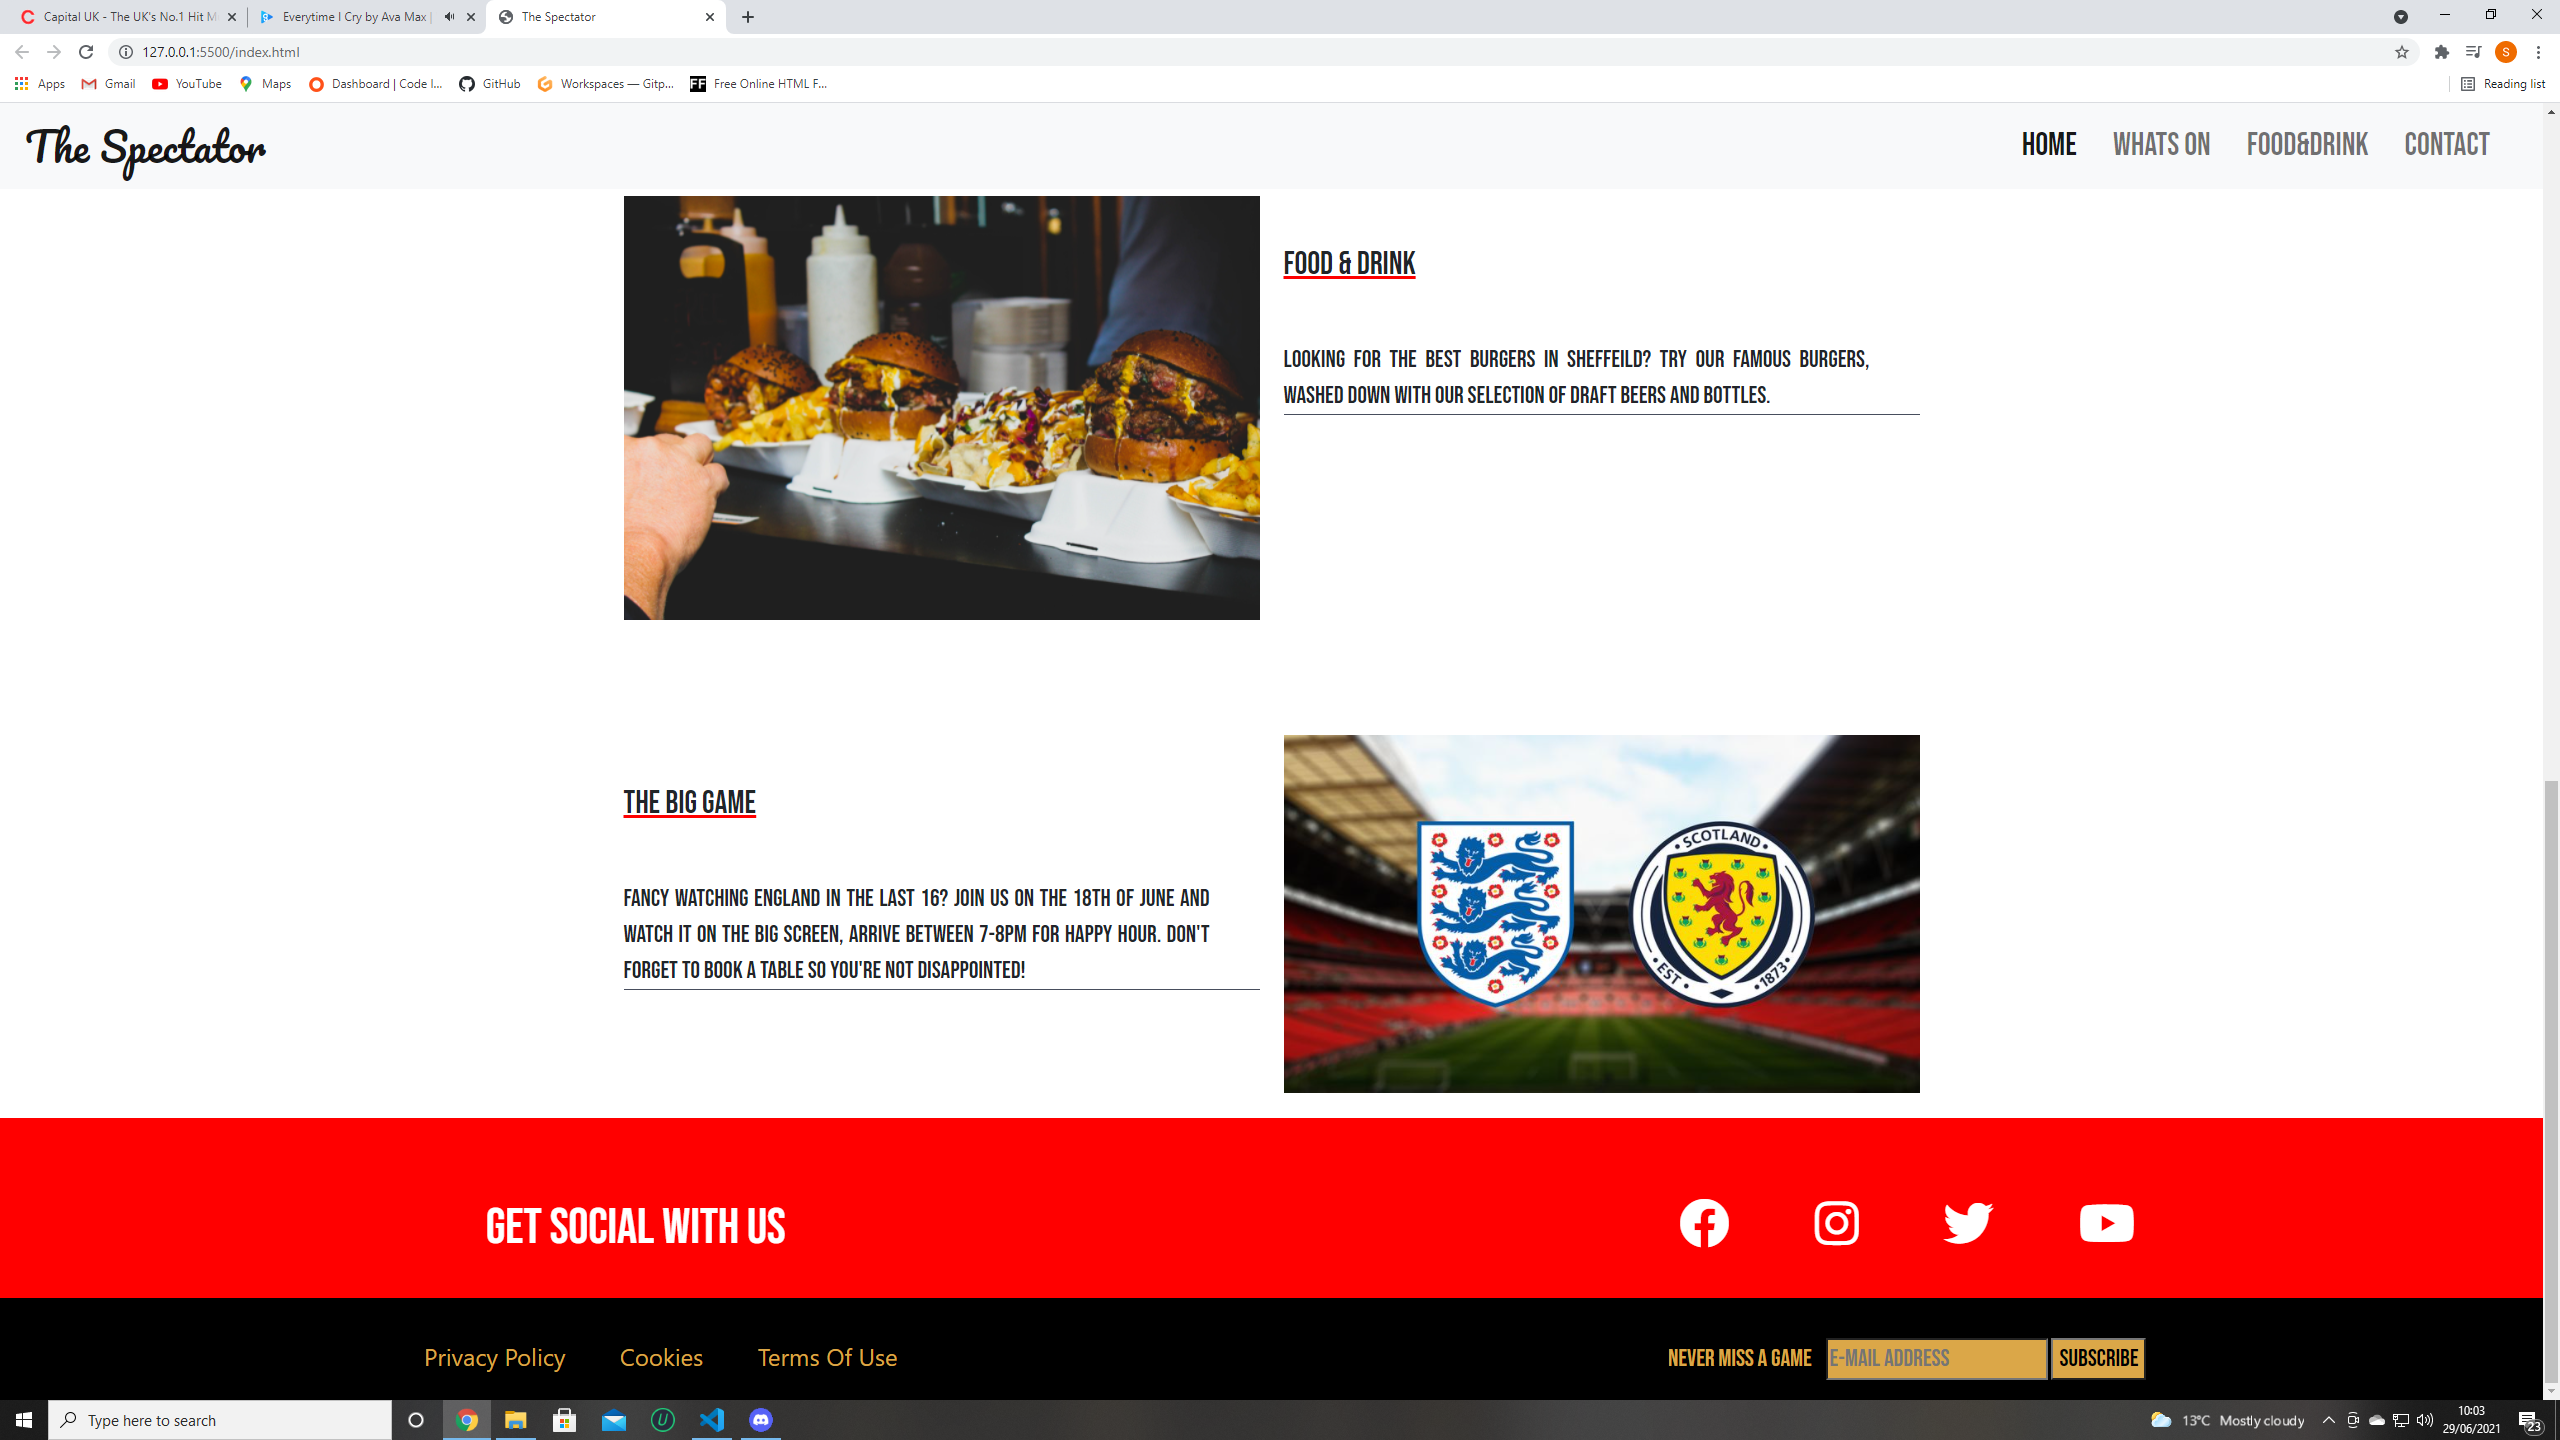 Capital UK - The UK's No.1 Hit M
Everytime I Cry by Ava Max |
The Spectator
127.0.0.1:5500/index.html
Apps
Gmail
YouTube
Maps
Dashboard | Code I...
GitHub
Workspaces — Gitp...
FF
Free Online HTML F...
Reading list
S
The Spectator
HOME
WHATS ON
FOOD&DRINK
CONTACT
FOOD & DRINK
LOOKING FOR THE BEST BURGERS IN SHEFFEILD? TRY OUR FAMOUS BURGERS,
WASHED DOWN WITH OUR SELECTION OF DRAFT BEERS AND BOTTLES.
THE BIG GAME
FANCY WATCHING ENGLAND IN THE LAST 16? JOIN US ON THE 18TH OF JUNE AND
WATCH IT ON THE BIG SCREEN, ARRIVE BETWEEN 7-8PM FOR HAPPY HOUR. DON'T
FORGET TO BOOK A TABLE SO YOU'RE NOT DISAPPOINTED!
SCOTLAND
EST
1873
GET SOCIAL WITH US
Privacy Policy
Cookies
Terms Of Use
NEVER MISS A GAME
E-MAIL ADDRESS
SUBSCRIBE
Type here to search
13°C Mostly cloudy
10:03
29/06/2021
23